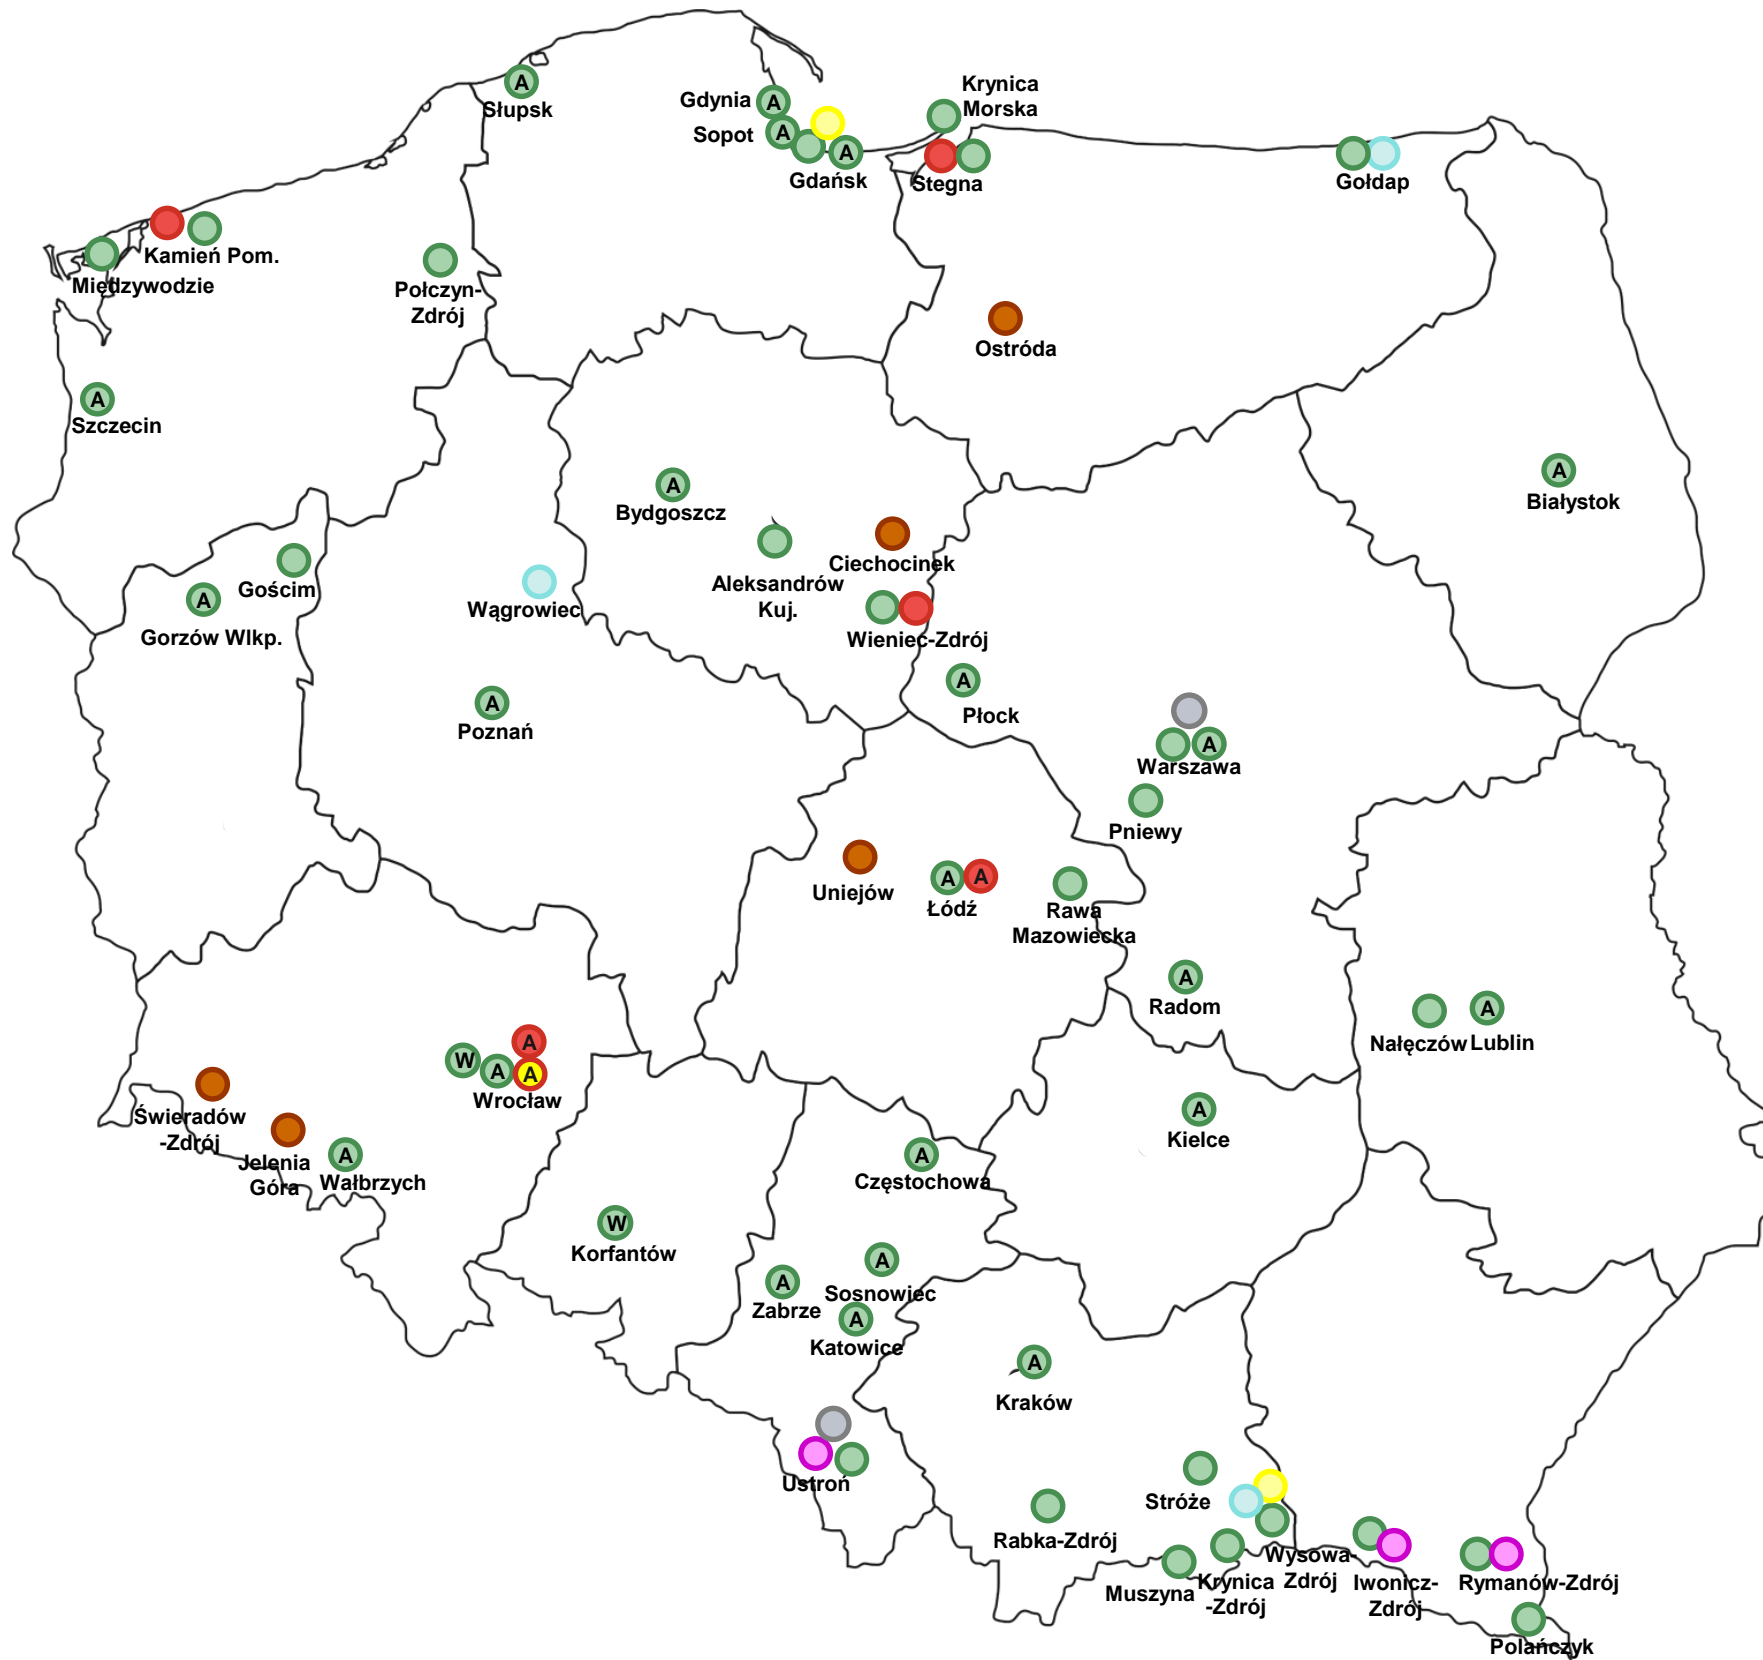 A
Słupsk
Gdynia A
Sopot A
A
Gdańsk
Krynica
Morska
Stegna
Gołdap
Kamień Pom.
Międzywodzie
Połczyn-
Zdrój
Ostróda
A
Szczecin
A
Bydgoszcz
A
Białystok
Ciechocinek
Aleksandrów
Kuj.
Gościm
A
Gorzów Wlkp.
Wągrowiec
Wieniec-Zdrój
A
Płock
A
Poznań
A
Warszawa
Pniewy
Uniejów
A A
Łódź
Rawa
Mazowiecka
A
Radom
A
Nałęczów Lublin
A
W A A
Wrocław
Świeradów
-Zdrój
Jelenia
Góra
A
Wałbrzych
A
Kielce
A
Częstochowa
W
Korfantów
A
Sosnowiec
A
Zabrze
A
Katowice
A
Kraków
Ustroń
Stróże
Rabka-Zdrój
Wysowa-
Zdrój
Muszyna
Krynica
-Zdrój
Iwonicz-
Zdrój
Rymanów-Zdrój
Polańczyk